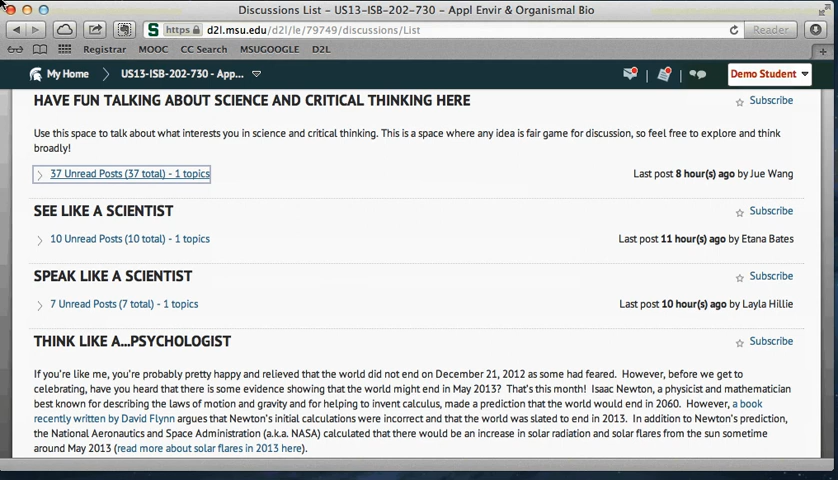 Discussions List – US13-ISB-202-730 – Appl Envir & Organismal Bio
https d2l.msu.edu/d2l/le/79749/discussions/List Reader
Registrar MOOC CC Search MSUGOOGLE D2L
My Home US13-ISB-202-730 - App... Demo Student
HAVE FUN TALKING ABOUT SCIENCE AND CRITICAL THINKING HERE Subscribe
Use this space to talk about what interests you in science and critical thinking. This is a space where any idea is fair game for discussion, so feel free to explore and think
broadly!
37 Unread Posts (37 total) - 1 topics Last post 8 hour(s) ago by Jue Wang
SEE LIKE A SCIENTIST Subscribe
10 Unread Posts (10 total) - 1 topics Last post 11 hour(s) ago by Etana Bates
SPEAK LIKE A SCIENTIST Subscribe
7 Unread Posts (7 total) - 1 topics Last post 10 hour(s) ago by Layla Hillie
THINK LIKE A...PSYCHOLOGIST Subscribe
If you're like me, you're probably pretty happy and relieved that the world did not end on December 21, 2012 as some had feared. However, before we get to
celebrating, have you heard that there is some evidence showing that the world might end in May 2013? That's this month! Isaac Newton, a physicist and mathematician
best known for describing the laws of motion and gravity and for helping to invent calculus, made a prediction that the world would end in 2060. However, a book
recently written by David Flynn argues that Newton's initial calculations were incorrect and that the world was slated to end in 2013. In addition to Newton's prediction,
the National Aeronautics and Space Administration (a.k.a. NASA) calculated that there would be an increase in solar radiation and solar flares from the sun sometime
around May 2013 (read more about solar flares in 2013 here).